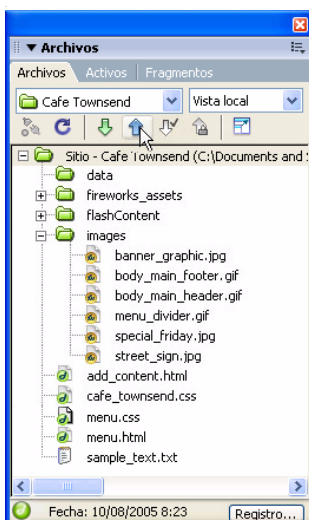 Archivos
Archivos Activos Fragmentos
Cafe Townsend Vista local
Sitio - Cafe Townsend (C:\Documents and
data
fireworks_assets
flashContent
images
banner_graphic.jpg
body_main_footer.gif
body_main_header.gif
menu_divider.gif
special_friday.jpg
street_sign.jpg
add_content.html
cafe_townsend.css
menu.css
menu.html
sample_text.txt
Fecha: 10/08/2005 8:23 Registro...